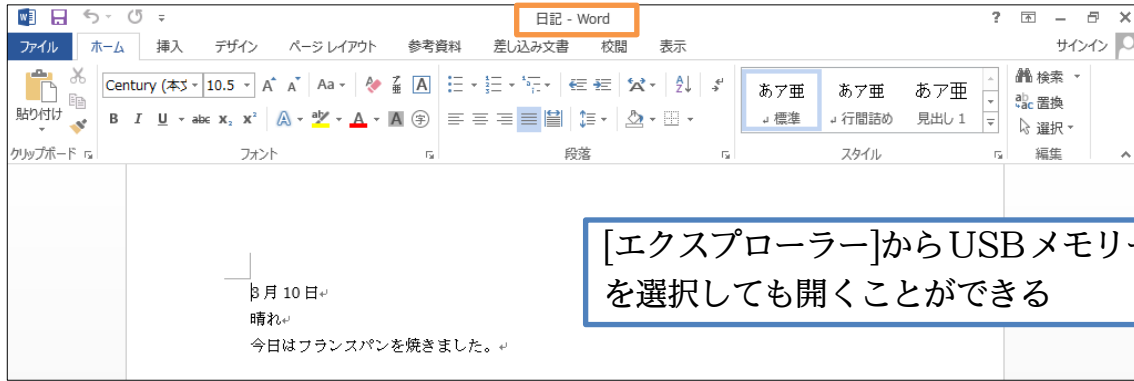 日記 - Word
ファイル ホーム 挿入 デザイン ページ レイアウト 参考資料 差し込み文書 校閲 表示 サインイン
Century (本文 10.5 Aa
貼り付け B I U abc x₂ x² A ab A A 字
あア亜 あア亜 あア亜
↵ 標準 ↵ 行間詰め 見出し 1
検索
置換
選択
クリップボード フォント 段落 スタイル 編集
[エクスプローラー]からUSBメモリー
を選択しても開くことができる
3月10日↵
晴れ↵
今日はフランスパンを焼きました。↵